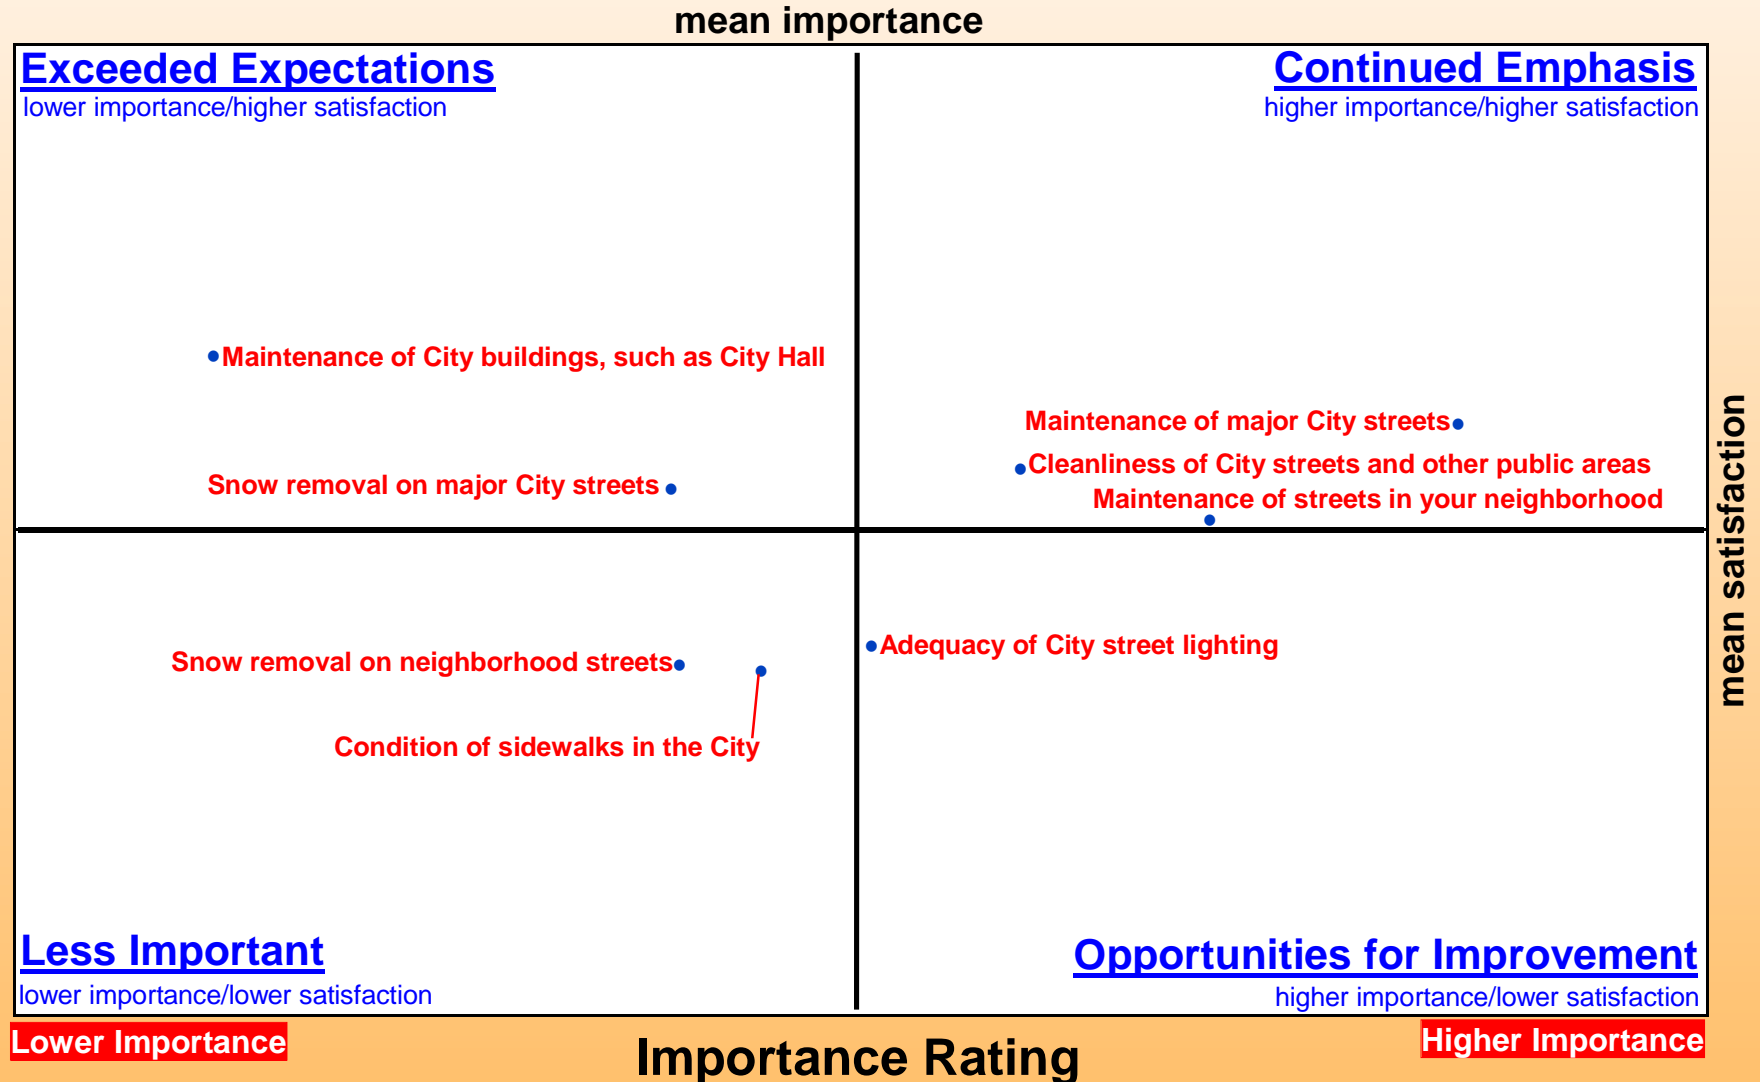 mean importance
Exceeded Expectations
lower importance/higher satisfaction
Continued Emphasis
higher importance/higher satisfaction
Maintenance of City buildings, such as City Hall
Maintenance of major City streets
Cleanliness of City streets and other public areas
Snow removal on major City streets
Maintenance of streets in your neighborhood
mean satisfaction
Adequacy of City street lighting
Snow removal on neighborhood streets
Condition of sidewalks in the City
Less Important
lower importance/lower satisfaction
Opportunities for Improvement
higher importance/lower satisfaction
Lower Importance
Importance Rating
Higher Importance